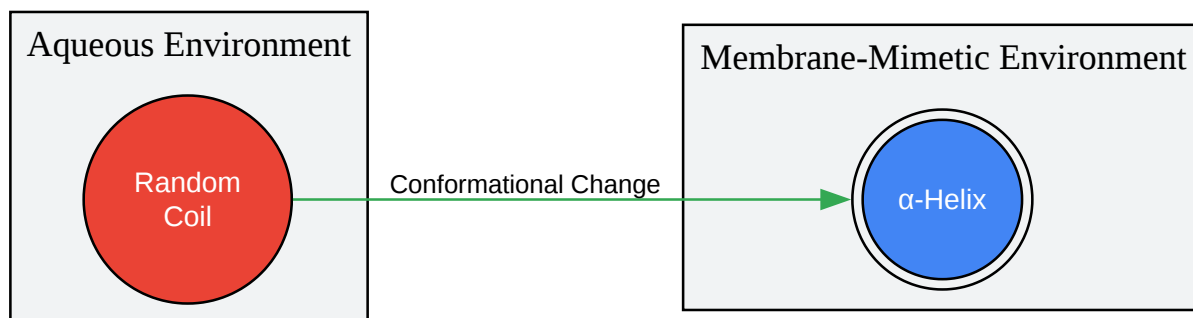 Aqueous Environment
Membrane-Mimetic Environment
Random
Coil
Conformational Change
α-Helix